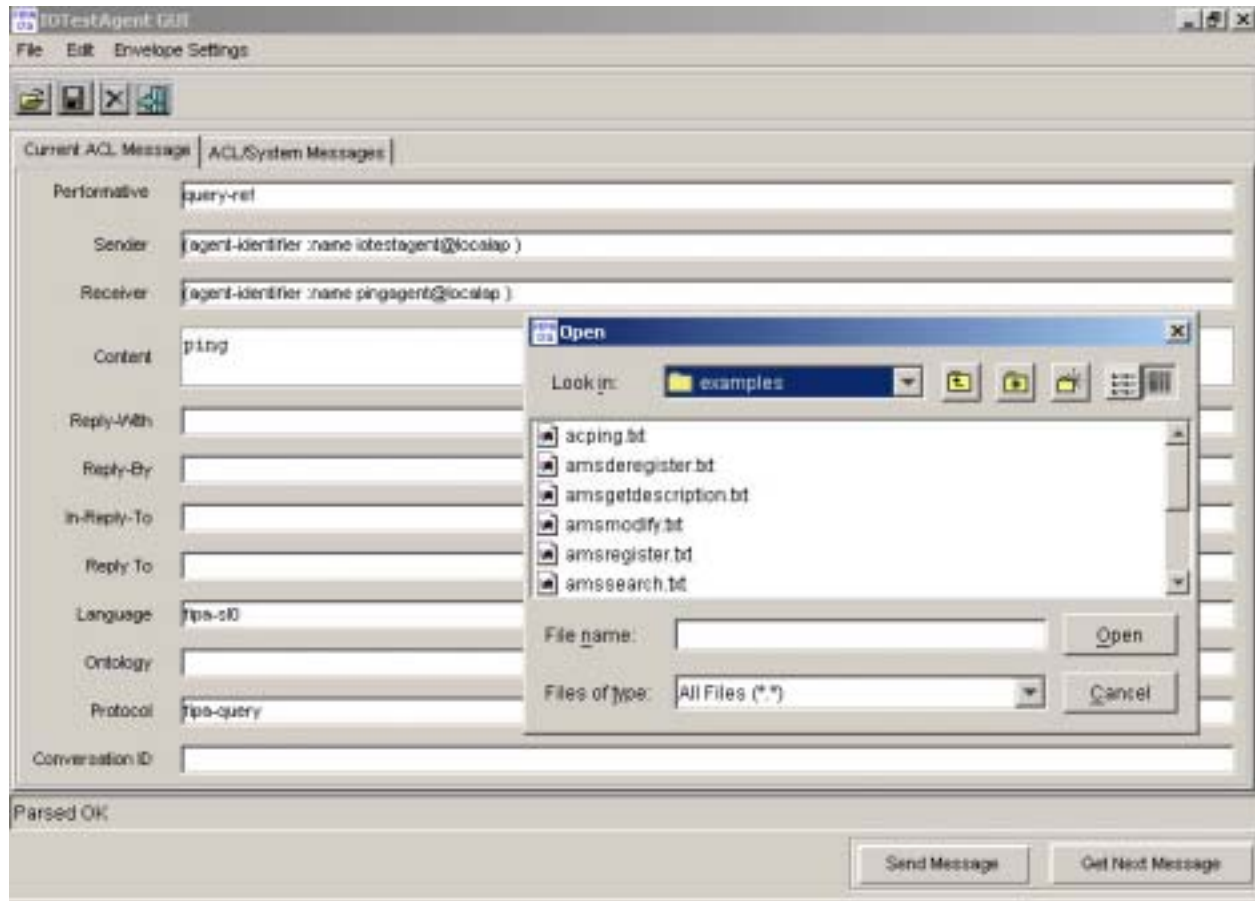 IOTestAgent GUI
File Edit Envelope Settings
Current ACL Message ACL/System Messages
Performative query-ref
Sender (agent-identifier :name iotestagent@localap )
Receiver (agent-identifier :name pingagent@localap )
Content ping
Reply-With
Reply-By
In-Reply-To
Reply To
Language fipa-sl0
Ontology
Protocol fipa-query
Conversation ID
Open
Look in: examples
acping.txt
amsderegister.txt
amsgetdescription.txt
amsmodify.txt
amsregister.txt
amssearch.txt
File name: Open
Files of type: All Files (*.*) Cancel
Parsed OK
Send Message Get Next Message